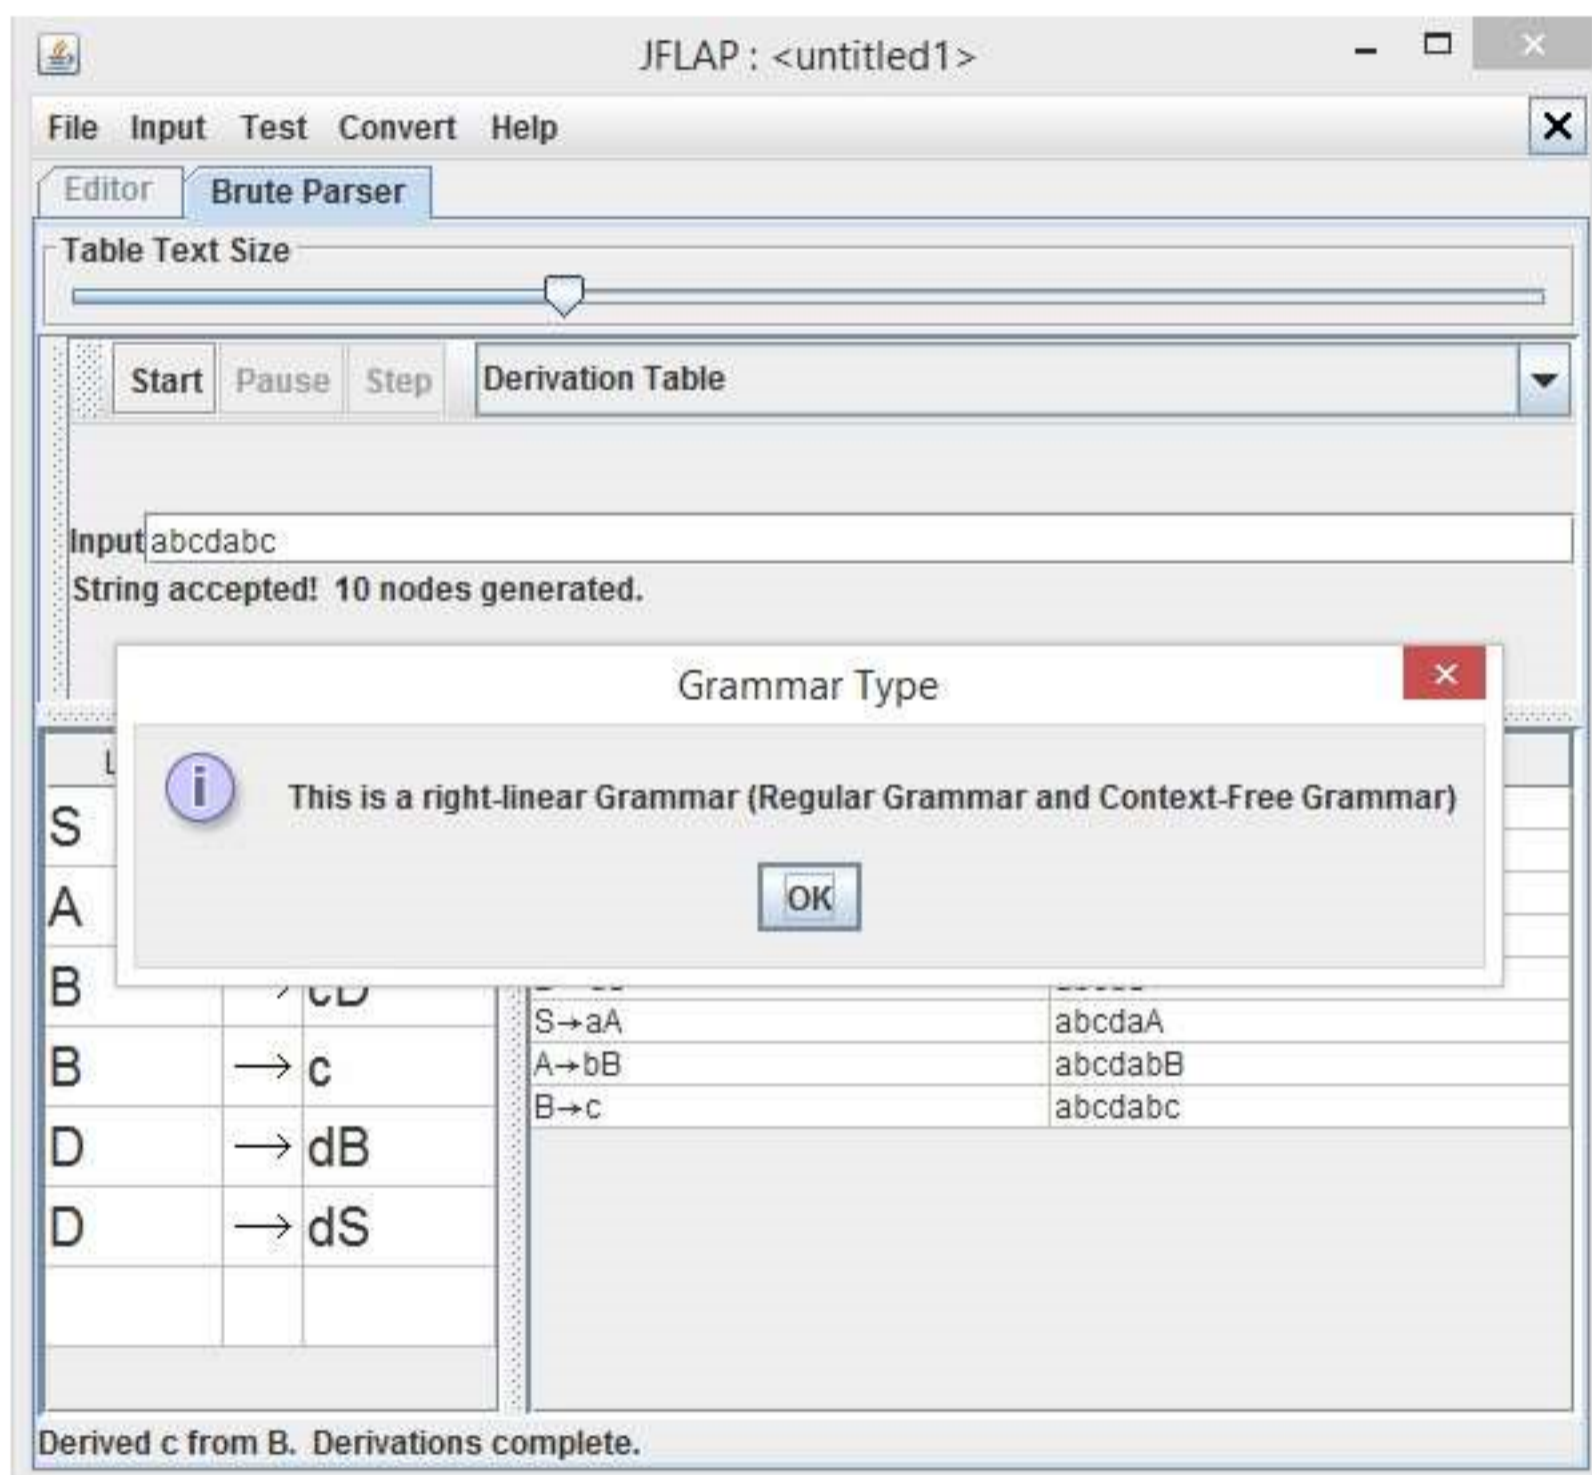 JFLAP : <untitled1>
File Input Test Convert Help
Editor Brute Parser
Table Text Size
Start Pause Step Derivation Table
Input abcdabc
String accepted! 10 nodes generated.
Grammar Type
This is a right-linear Grammar (Regular Grammar and Context-Free Grammar)
OK
S
A
B → cD
B → c
D → dB
D → dS
S→aA abcdaA
A→bB abcdabB
B→c abcdabc
Derived c from B. Derivations complete.